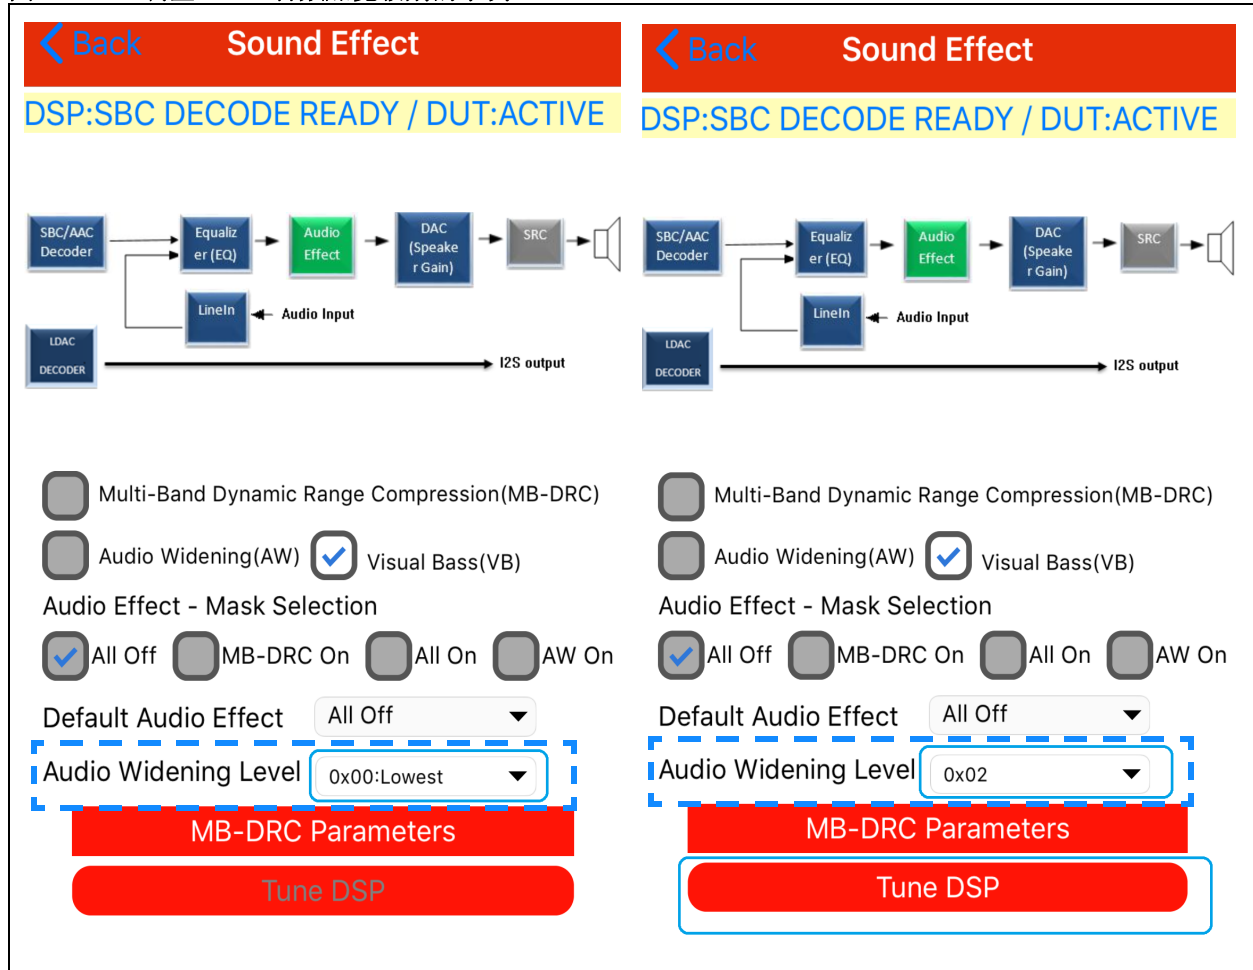 Back Sound Effect
DSP:SBC DECODE READY / DUT:ACTIVE
SBC/AAC
Decoder
Equaliz
er (EQ)
Audio
Effect
DAC
(Speake
r Gain)
SRC
LineIn
Audio Input
LDAC
DECODER
I2S output
Multi-Band Dynamic Range Compression(MB-DRC)
Audio Widening(AW) Visual Bass(VB)
Audio Effect - Mask Selection
All Off MB-DRC On All On AW On
Default Audio Effect All Off
Audio Widening Level 0x00:Lowest
MB-DRC Parameters
Tune DSP
Back Sound Effect
DSP:SBC DECODE READY / DUT:ACTIVE
SBC/AAC
Decoder
Equaliz
er (EQ)
Audio
Effect
DAC
(Speake
r Gain)
SRC
LineIn
Audio Input
LDAC
DECODER
I2S output
Multi-Band Dynamic Range Compression(MB-DRC)
Audio Widening(AW) Visual Bass(VB)
Audio Effect - Mask Selection
All Off MB-DRC On All On AW On
Default Audio Effect All Off
Audio Widening Level 0x02
MB-DRC Parameters
Tune DSP